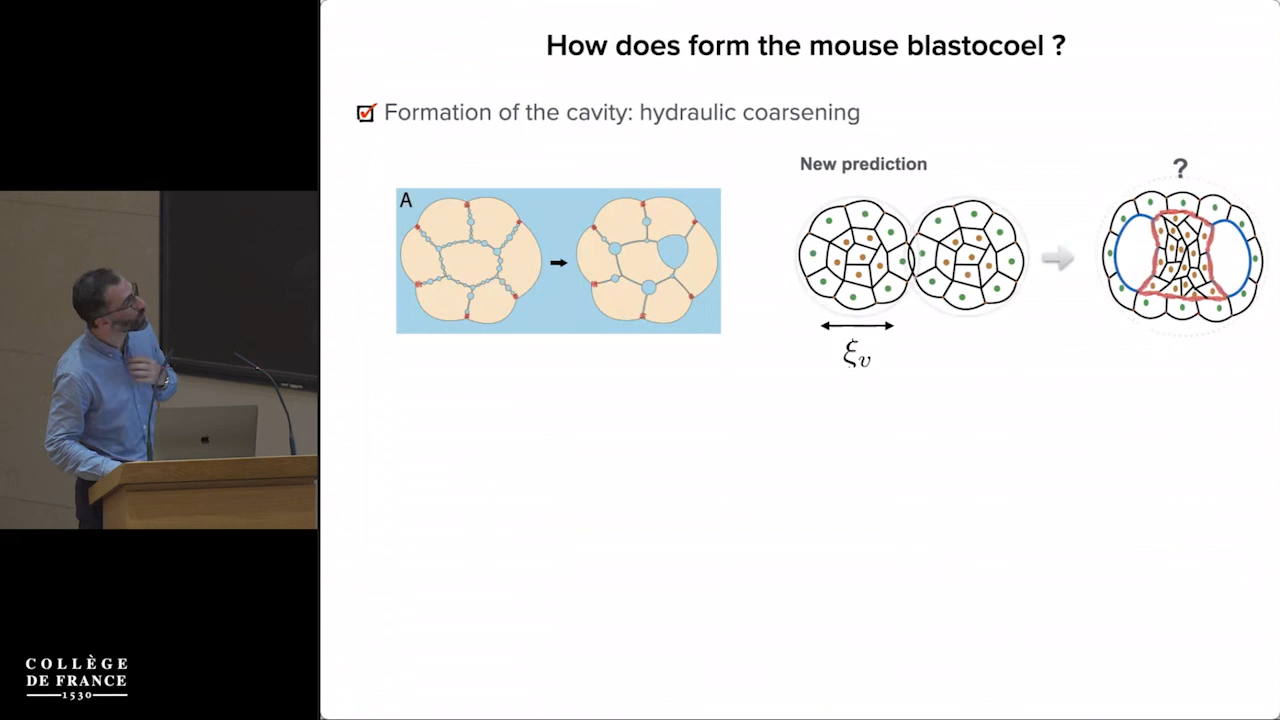 How does form the mouse blastocoel ?
Formation of the cavity: hydraulic coarsening
New prediction
?
A
ξᵥ
COLLÈGE
DE FRANCE
1530